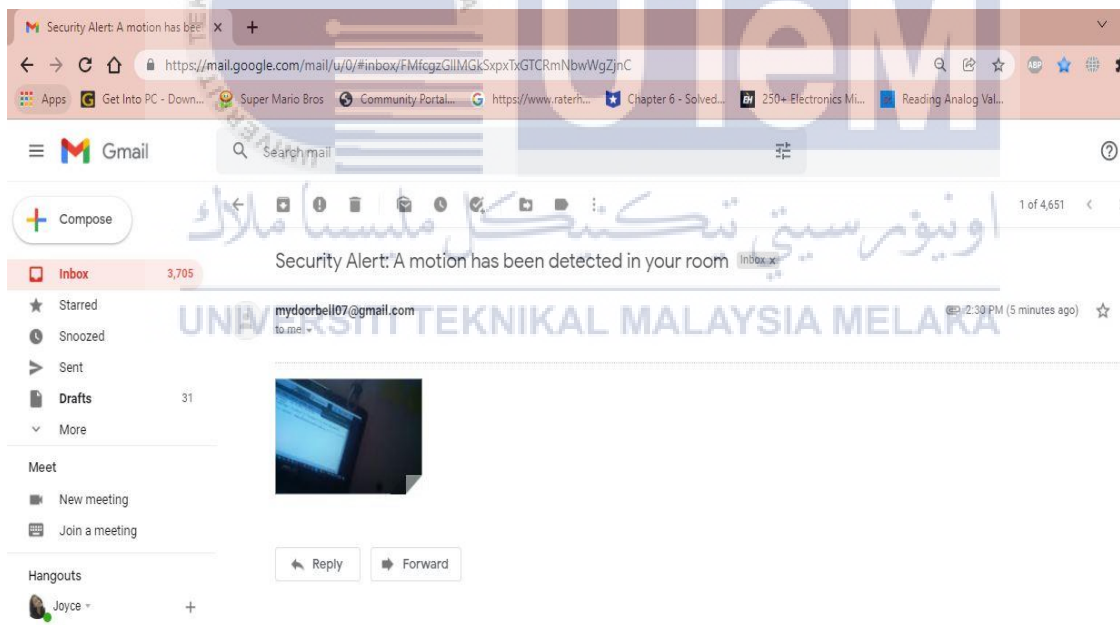 UTeM
Security Alert: A motion has bee
https://mail.google.com/mail/u/0/#inbox/FMfcgzGllMGkSxpxTxGTCRmNbwWgZjnC
Apps Get Into PC - Down... Super Mario Bros Community Portal... https://www.raterh... Chapter 6 - Solved... 250+ Electronics Mi... Reading Analog Val...
Gmail
Search mail
اونيۏرسيتي تيكنيكل مليسيا ملاك
Compose
1 of 4,651
Security Alert: A motion has been detected in your room Inbox x
Inbox 3,705
Starred
mydoorbell07@gmail.com 2:30 PM (5 minutes ago)
to me
UNIVERSITI TEKNIKAL MALAYSIA MELAKA
Snoozed
Sent
Drafts 31
More
Meet
New meeting
Join a meeting
Reply Forward
Hangouts
Joyce